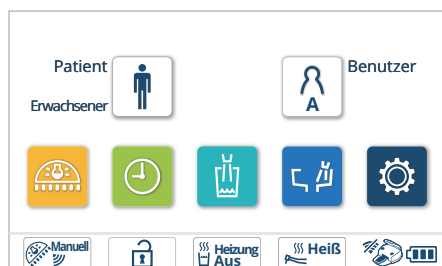 Patient
Benutzer
Erwachsener
A
Manuell
Heizung
Aus
Heiß